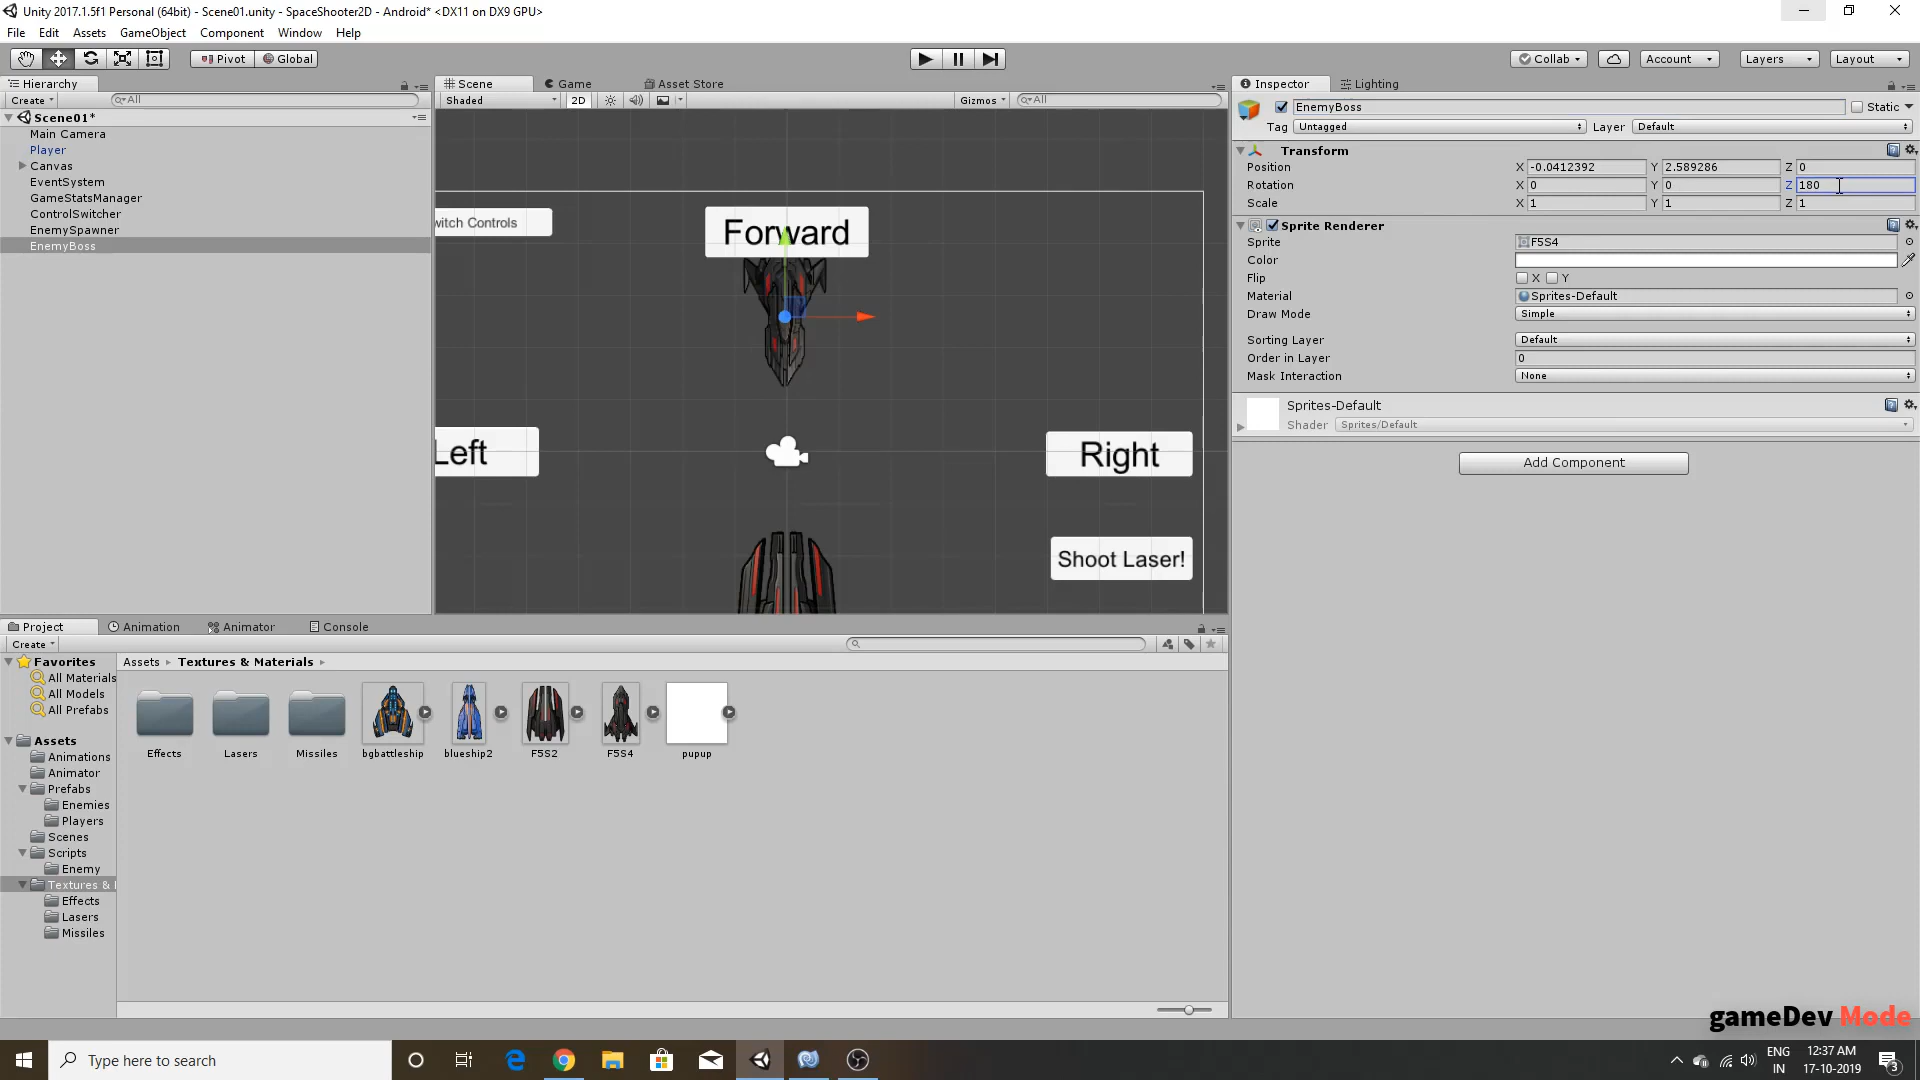 Unity 2017.1.5f1 Personal (64bit) - Scene01.unity - SpaceShooter2D - Android* <DX11 on DX9 GPU>
File Edit Assets GameObject Component Window Help
Pivot Global Collab Account Layers Layout
Hierarchy
Create All
Scene01*
Main Camera
Player
Canvas
EventSystem
GameStatsManager
ControlSwitcher
EnemySpawner
EnemyBoss
Scene Game Asset Store
Shaded 2D Gizmos All
witch Controls
Forward
Left
Right
Shoot Laser!
Inspector Lighting
EnemyBoss Static
Tag Untagged Layer Default
Transform
Position X -0.0412392 Y 2.589286 Z 0
Rotation X 0 Y 0 Z 180
Scale X 1 Y 1 Z 1
Sprite Renderer
Sprite F5S4
Color
Flip X Y
Material Sprites-Default
Draw Mode Simple
Sorting Layer Default
Order in Layer 0
Mask Interaction None
Sprites-Default
Shader Sprites/Default
Add Component
Project Animation Animator Console
Create
Favorites
All Materials
All Models
All Prefabs
Assets
Animations
Animator
Prefabs
Enemies
Players
Scenes
Scripts
Enemy
Textures &
Effects
Lasers
Missiles
Assets Textures & Materials
Effects Lasers Missiles bgbattleship blueship2 F5S2 F5S4 pupup
gameDev Mode
Type here to search
ENG
IN
12:37 AM
17-10-2019
3